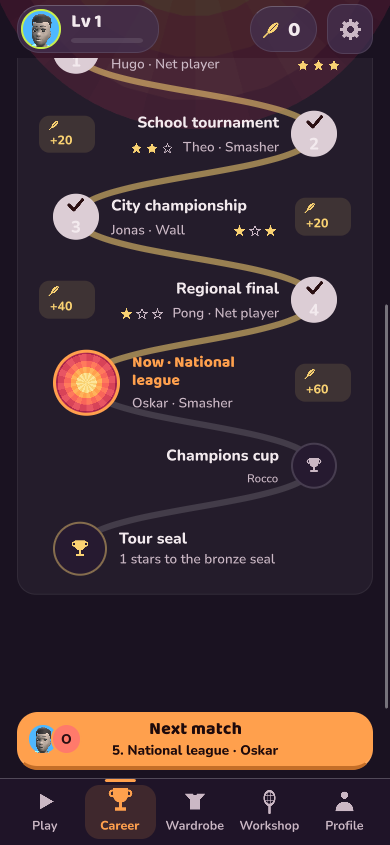 Lv 1
0
1
Hugo · Net player
School tournament
+20
2
Theo · Smasher
City championship
3
Jonas · Wall
+20
Regional final
+40
4
Pong · Net player
Now · National
league
+60
Oskar · Smasher
Champions cup
Rocco
Tour seal
1 stars to the bronze seal
Next match
O
5. National league · Oskar
Play
Career
Wardrobe
Workshop
Profile